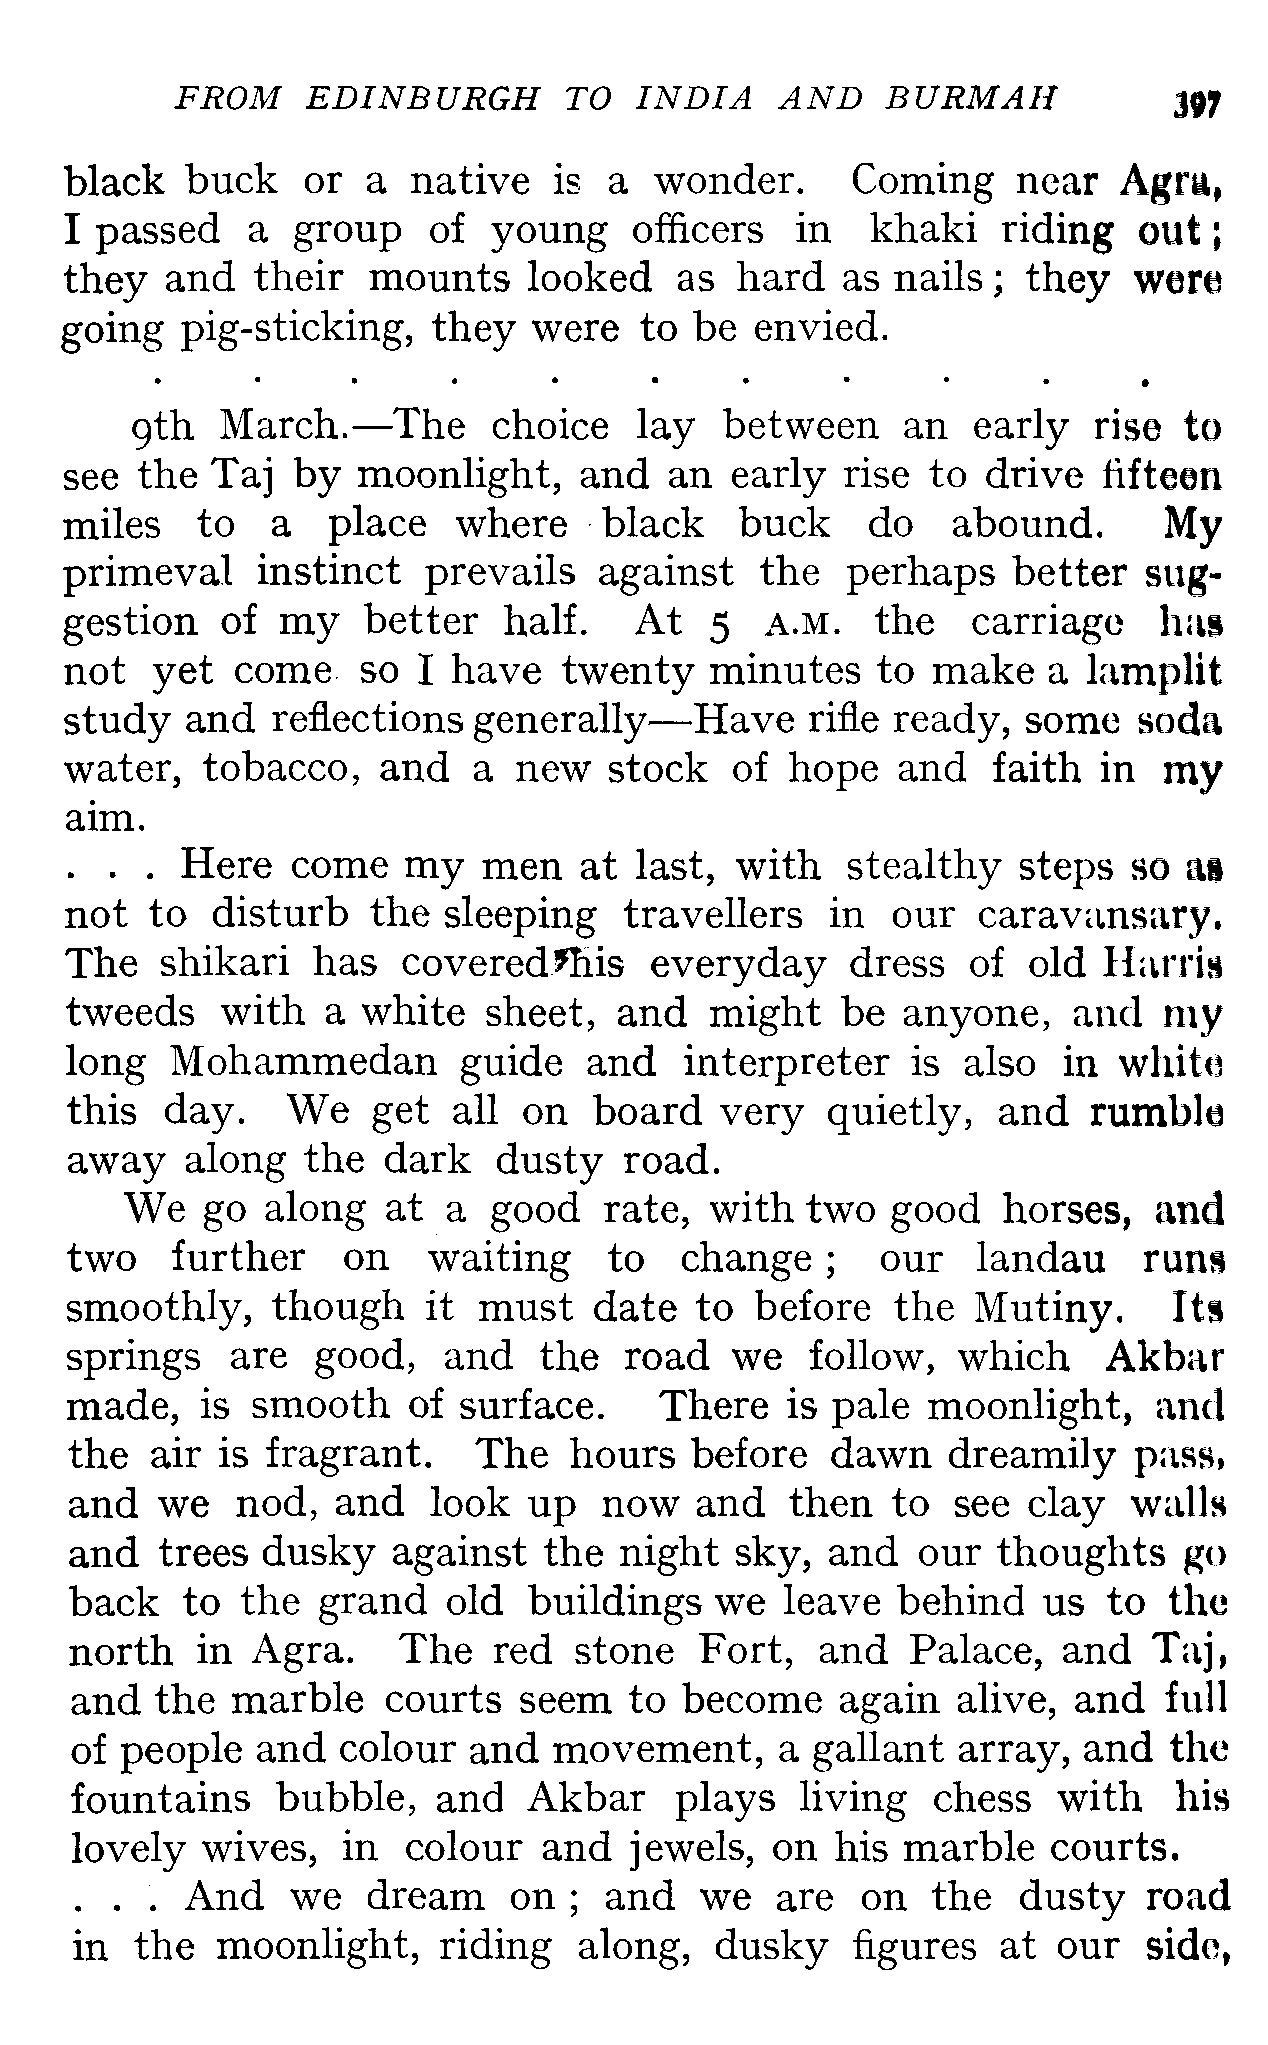 FROM EDINBURGH TO INDIA AND BURMAH 397
black buck or a native is a wonder. Coming near Agra,
I passed a group of young officers in khaki riding out;
they and their mounts looked as hard as nails; they were
going pig-sticking, they were to be envied.
. . . . . . . . . . .
9th March.—The choice lay between an early rise to
see the Taj by moonlight, and an early rise to drive fifteen
miles to a place where black buck do abound. My
primeval instinct prevails against the perhaps better sug-
gestion of my better half. At 5 A.M. the carriage has
not yet come so I have twenty minutes to make a lamplit
study and reflections generally—Have rifle ready, some soda
water, tobacco, and a new stock of hope and faith in my
aim.
. . . Here come my men at last, with stealthy steps so as
not to disturb the sleeping travellers in our caravansary.
The shikari has covered his everyday dress of old Harris
tweeds with a white sheet, and might be anyone, and my
long Mohammedan guide and interpreter is also in white
this day. We get all on board very quietly, and rumble
away along the dark dusty road.
We go along at a good rate, with two good horses, and
two further on waiting to change; our landau runs
smoothly, though it must date to before the Mutiny. Its
springs are good, and the road we follow, which Akbar
made, is smooth of surface. There is pale moonlight, and
the air is fragrant. The hours before dawn dreamily pass,
and we nod, and look up now and then to see clay walls
and trees dusky against the night sky, and our thoughts go
back to the grand old buildings we leave behind us to the
north in Agra. The red stone Fort, and Palace, and Taj,
and the marble courts seem to become again alive, and full
of people and colour and movement, a gallant array, and the
fountains bubble, and Akbar plays living chess with his
lovely wives, in colour and jewels, on his marble courts.
. . . And we dream on; and we are on the dusty road
in the moonlight, riding along, dusky figures at our side,